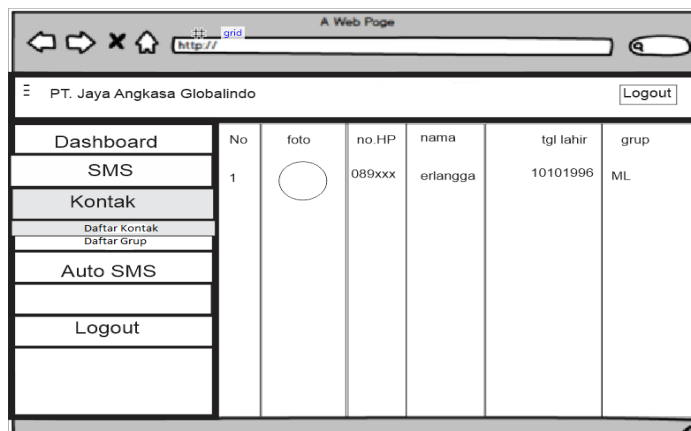 A Web Page
grid
http://
PT. Jaya Angkasa Globalindo
Logout
Dashboard
SMS
Kontak
Daftar Kontak
Daftar Grup
Auto SMS
Logout
No foto no.HP nama tgl lahir grup
1 089xxx erlangga 10101996 ML